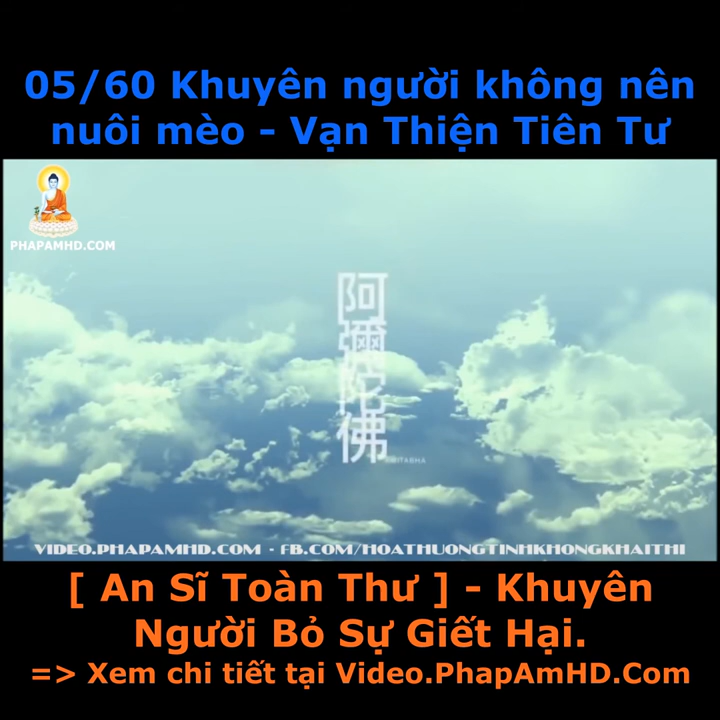 05/60 Khuyên người không nên
nuôi mèo - Vạn Thiện Tiên Tư
PHAPAMHD.COM
阿彌陀佛
AMITABHA
VIDEO.PHAPAMHD.COM - FB.COM/HOATHUONGTINHKHONGKHAITHI
[ An Sĩ Toàn Thư ] - Khuyên
Người Bỏ Sự Giết Hại.
=> Xem chi tiết tại Video.PhapAmHD.Com